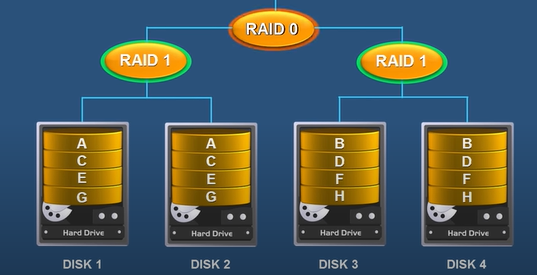 RAID 0
RAID 1
RAID 1
A
C
E
G
Hard Drive
DISK 1
A
C
E
G
Hard Drive
DISK 2
B
D
F
H
Hard Drive
DISK 3
B
D
F
H
Hard Drive
DISK 4